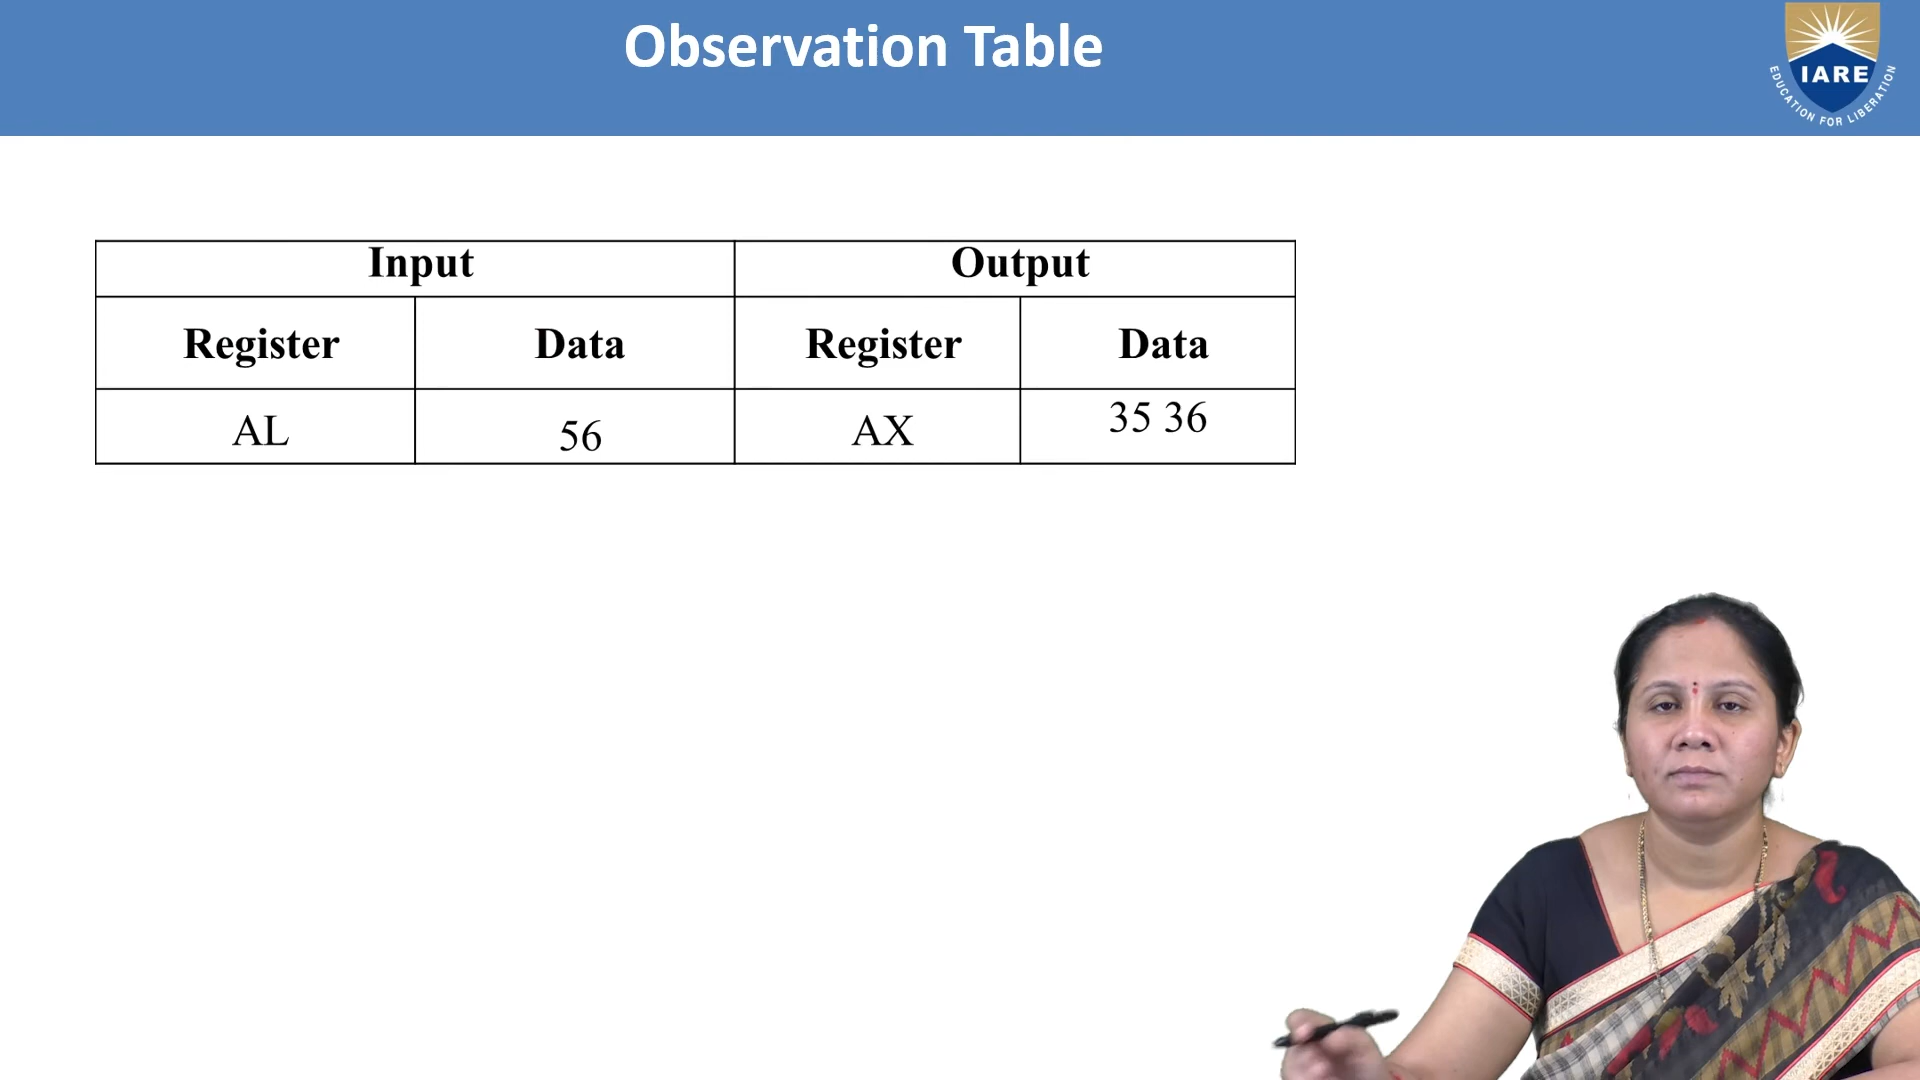 Observation Table
IARE
EDUCATION FOR LIBERATION
Input Output
Register Data Register Data
AL 56 AX 35 36